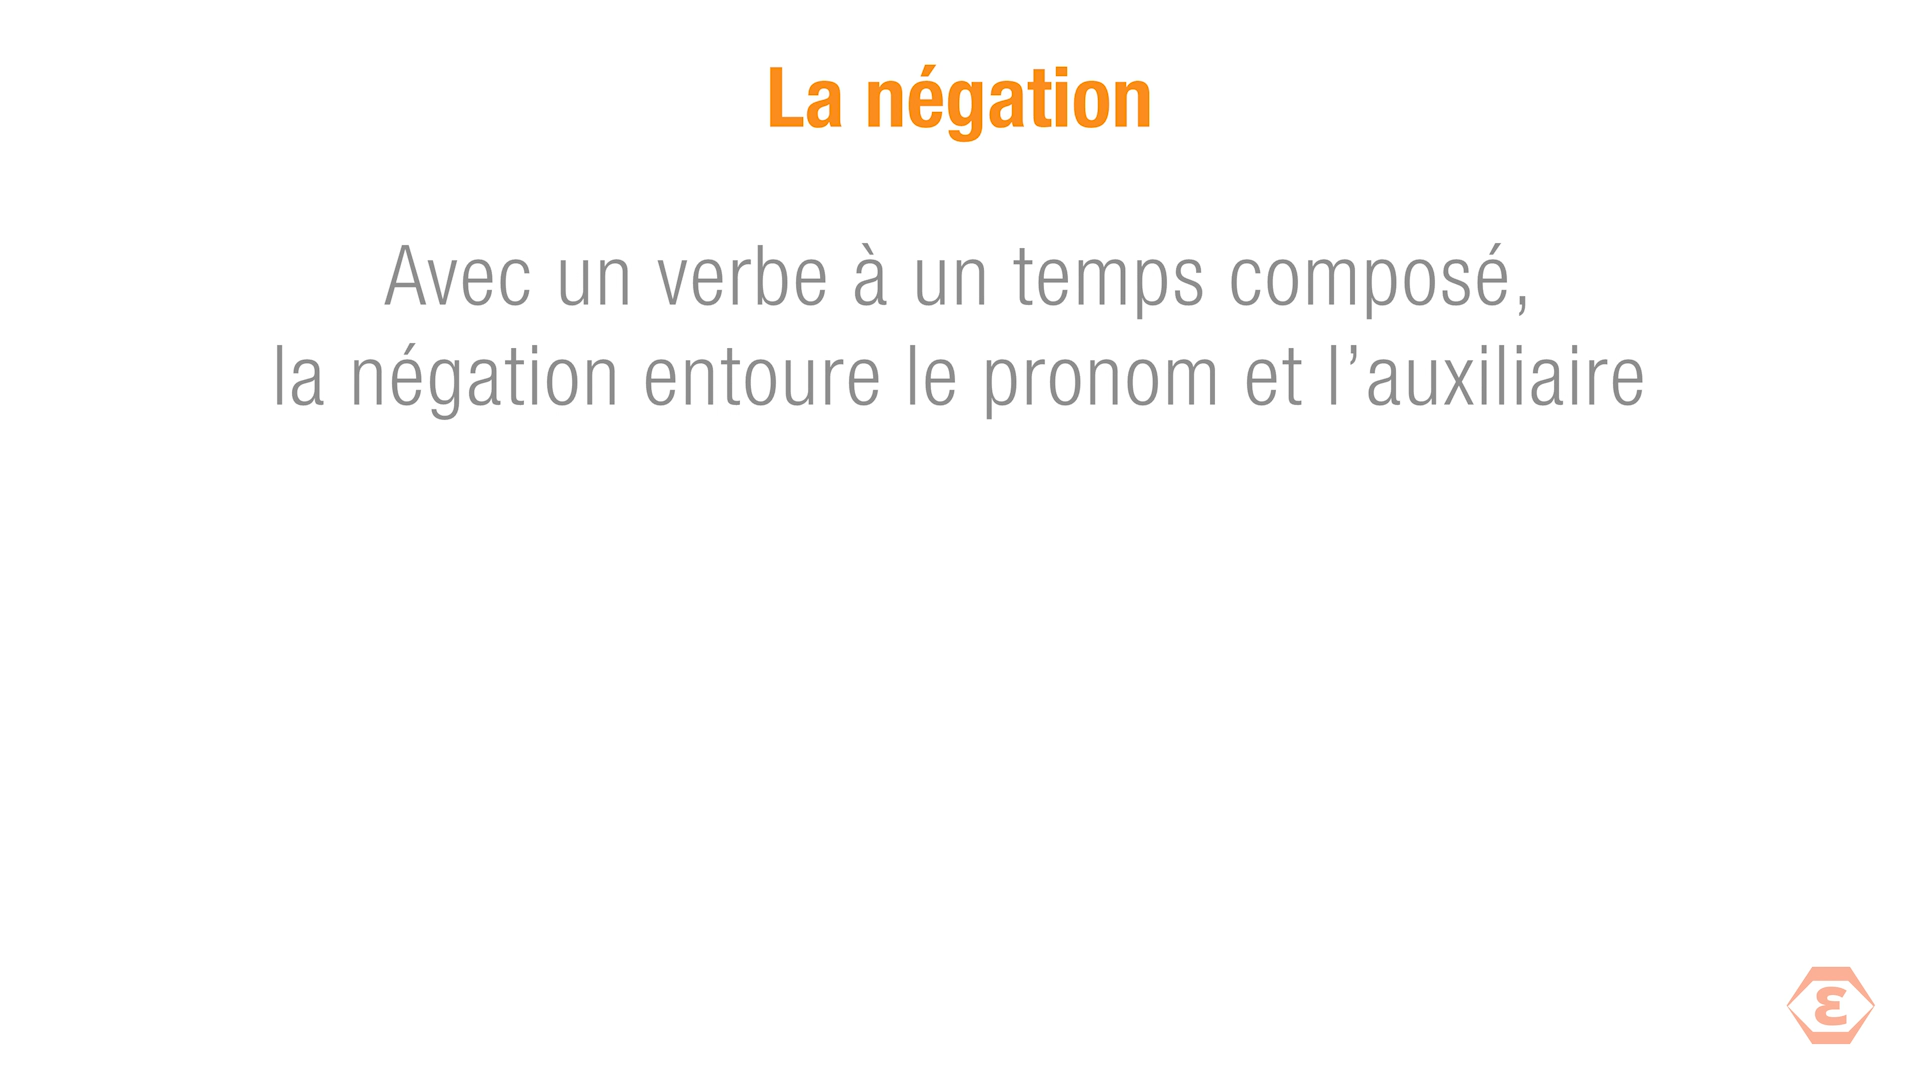 La négation
Avec un verbe à un temps composé,
la négation entoure le pronom et l’auxiliaire
ε